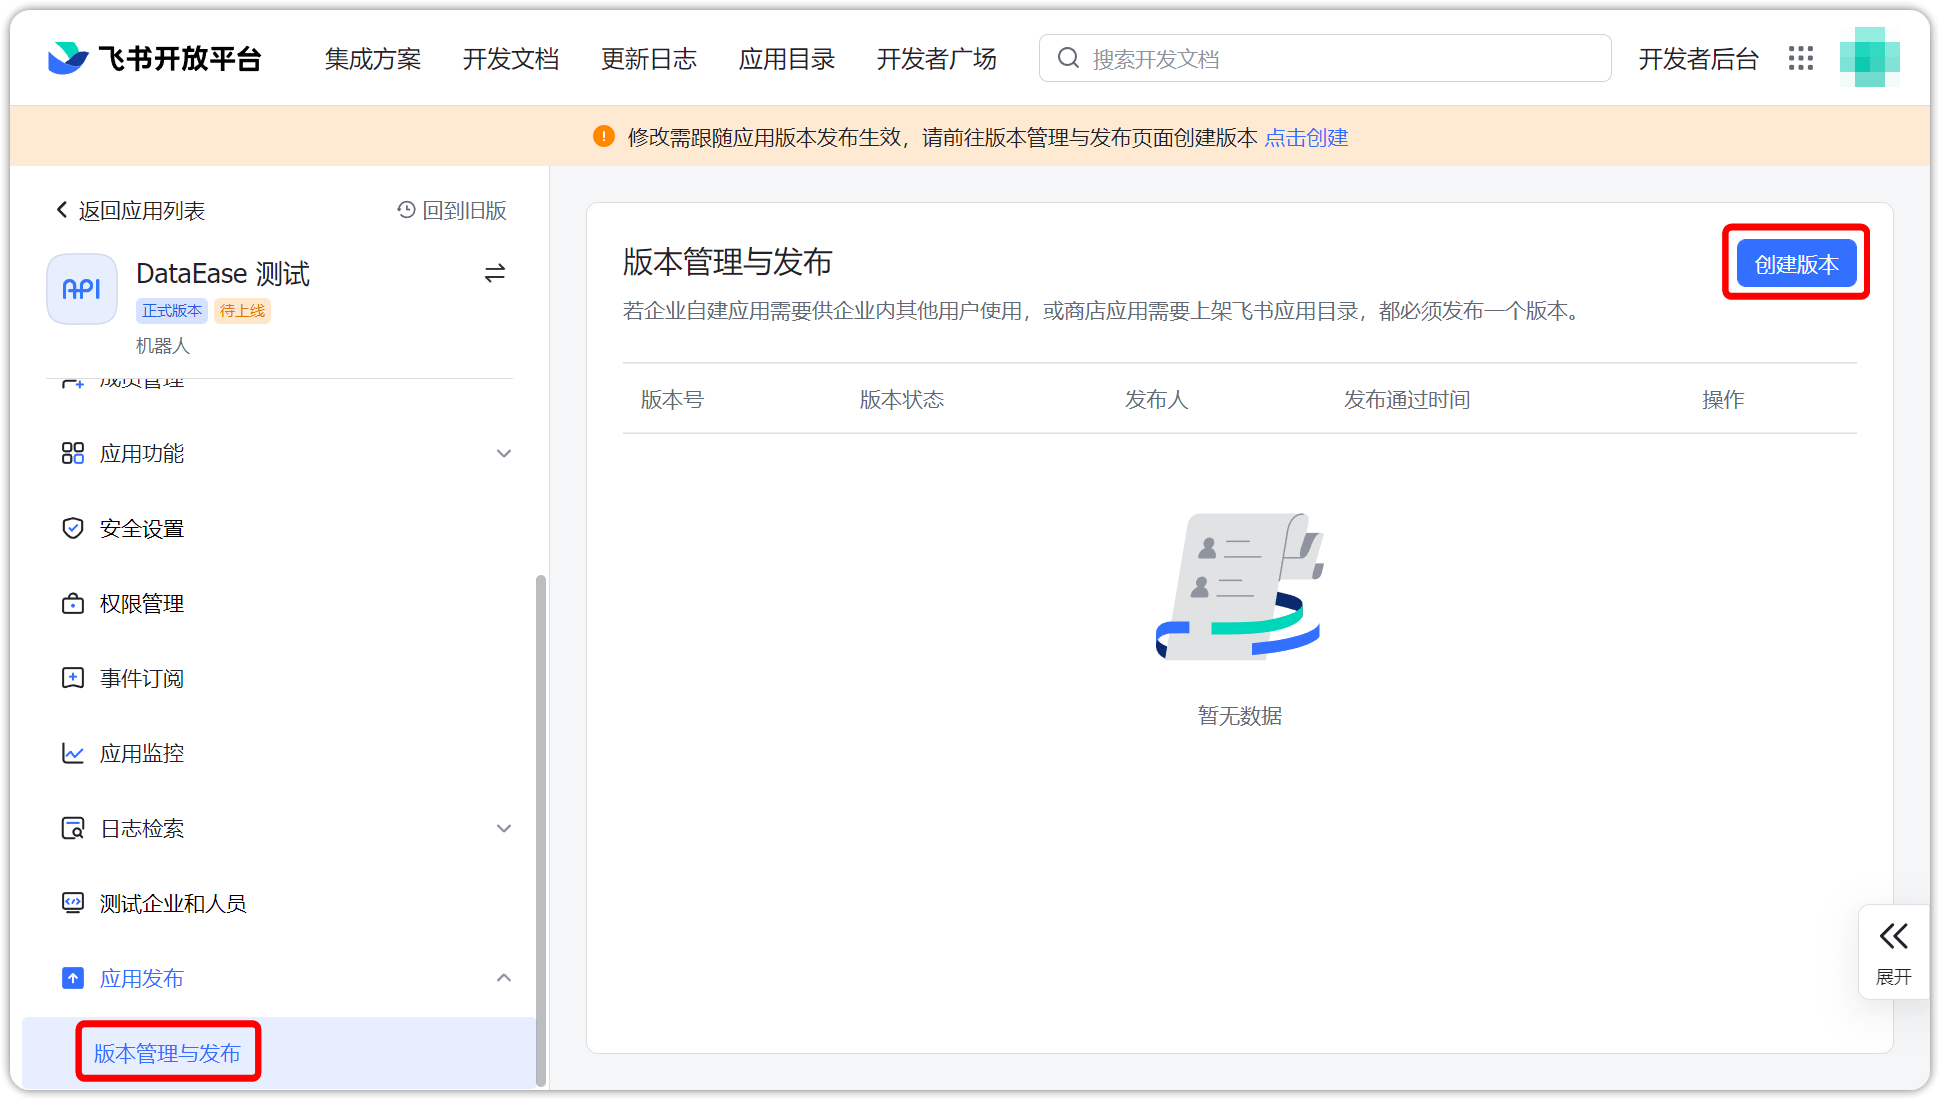 飞书开放平台 集成方案 开发文档 更新日志 应用目录 开发者广场 搜索开发文档 开发者后台
修改需跟随应用版本发布生效，请前往版本管理与发布页面创建版本 点击创建
返回应用列表 回到旧版
API
DataEase 测试
正式版本 待上线
机器人
成员管理
应用功能
安全设置
权限管理
事件订阅
应用监控
日志检索
测试企业和人员
应用发布
版本管理与发布
版本管理与发布
创建版本
若企业自建应用需要供企业内其他用户使用，或商店应用需要上架飞书应用目录，都必须发布一个版本。
版本号 版本状态 发布人 发布通过时间 操作
暂无数据
展开